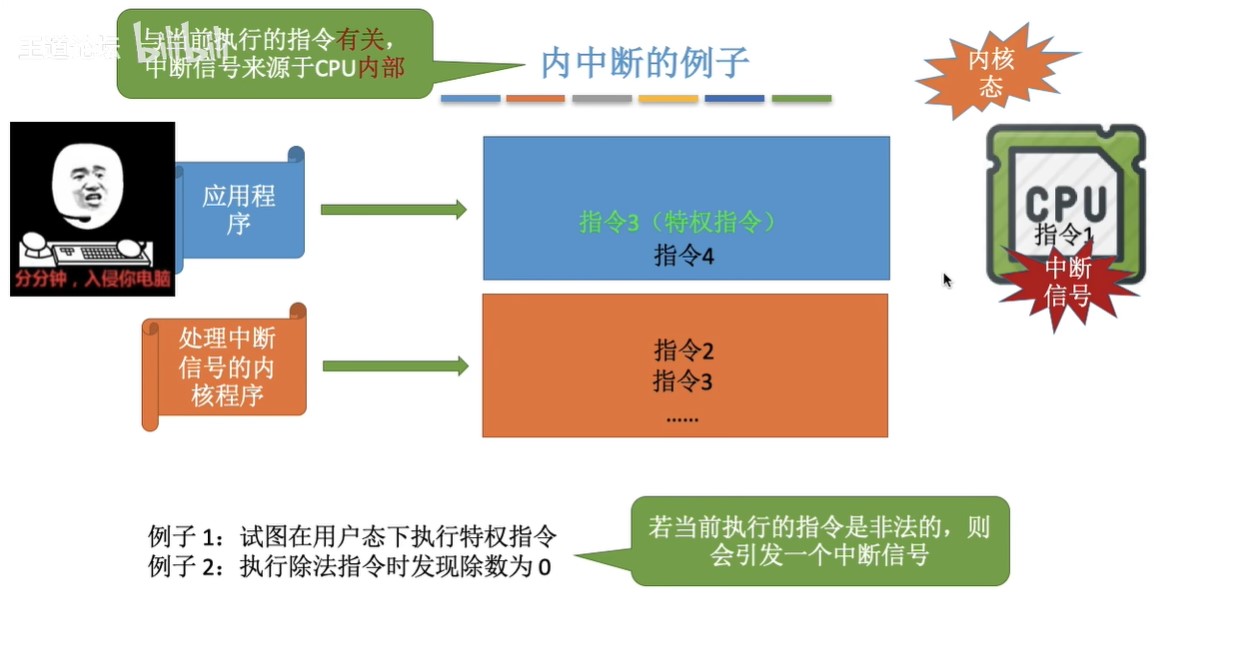 王道论坛 bilibili
与当前执行的指令有关,
中断信号来源于CPU内部
内中断的例子
内核
态
应用程
序
分分钟，入侵你电脑
指令3（特权指令）
指令4
CPU
指令1
中断
信号
处理中断
信号的内
核程序
指令2
指令3
……
例子 1：试图在用户态下执行特权指令
例子 2：执行除法指令时发现除数为 0
若当前执行的指令是非法的，则
会引发一个中断信号